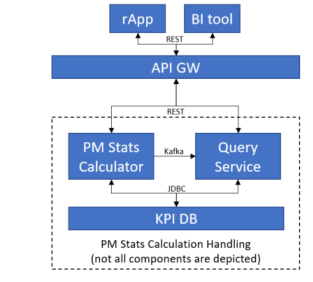 rApp
BI tool
REST
API GW
REST
PM Stats
Calculator
Kafka
Query
Service
JDBC
KPI DB
PM Stats Calculation Handling
(not all components are depicted)